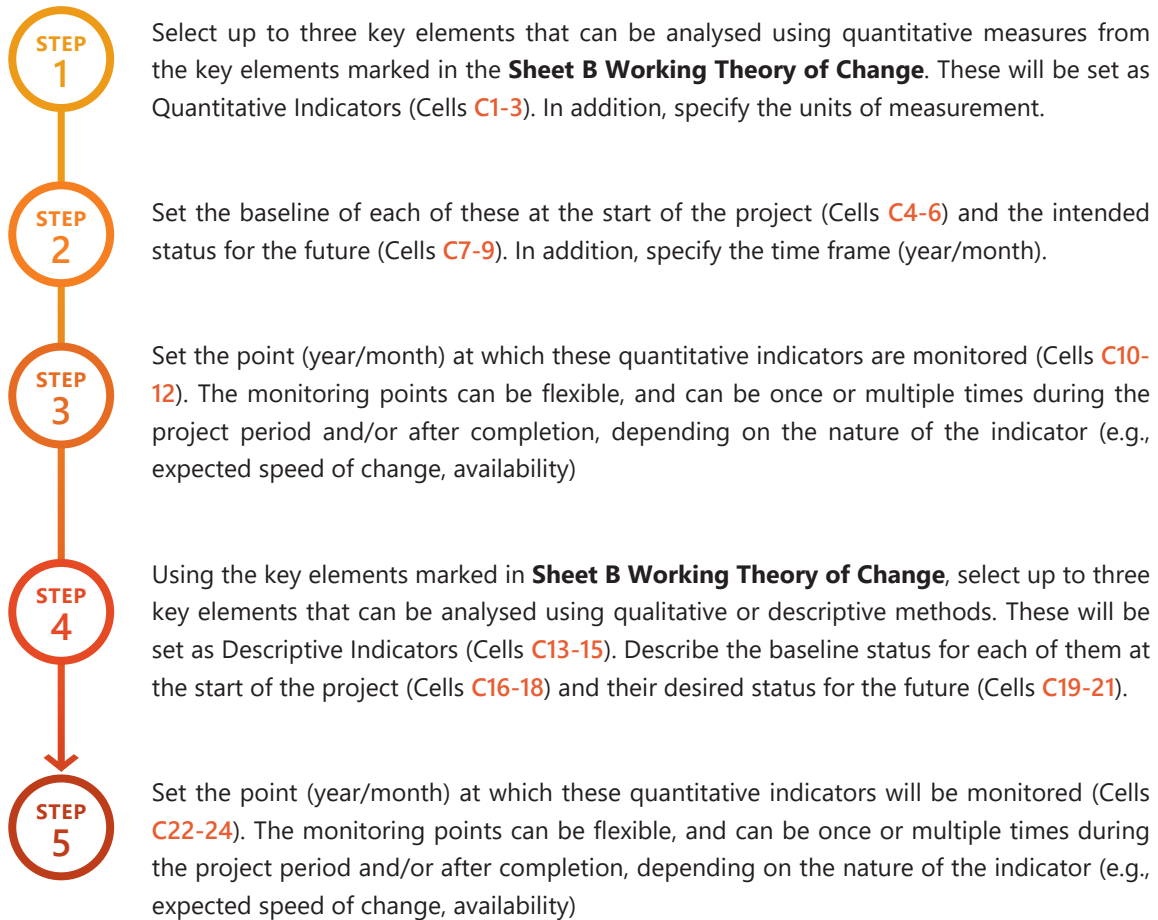 STEP
1
Select up to three key elements that can be analysed using quantitative measures from
the key elements marked in the Sheet B Working Theory of Change. These will be set as
Quantitative Indicators (Cells C1-3). In addition, specify the units of measurement.
STEP
2
Set the baseline of each of these at the start of the project (Cells C4-6) and the intended
status for the future (Cells C7-9). In addition, specify the time frame (year/month).
STEP
3
Set the point (year/month) at which these quantitative indicators are monitored (Cells C10-
12). The monitoring points can be flexible, and can be once or multiple times during the
project period and/or after completion, depending on the nature of the indicator (e.g.,
expected speed of change, availability)
STEP
4
Using the key elements marked in Sheet B Working Theory of Change, select up to three
key elements that can be analysed using qualitative or descriptive methods. These will be
set as Descriptive Indicators (Cells C13-15). Describe the baseline status for each of them at
the start of the project (Cells C16-18) and their desired status for the future (Cells C19-21).
STEP
5
Set the point (year/month) at which these quantitative indicators will be monitored (Cells
C22-24). The monitoring points can be flexible, and can be once or multiple times during
the project period and/or after completion, depending on the nature of the indicator (e.g.,
expected speed of change, availability)